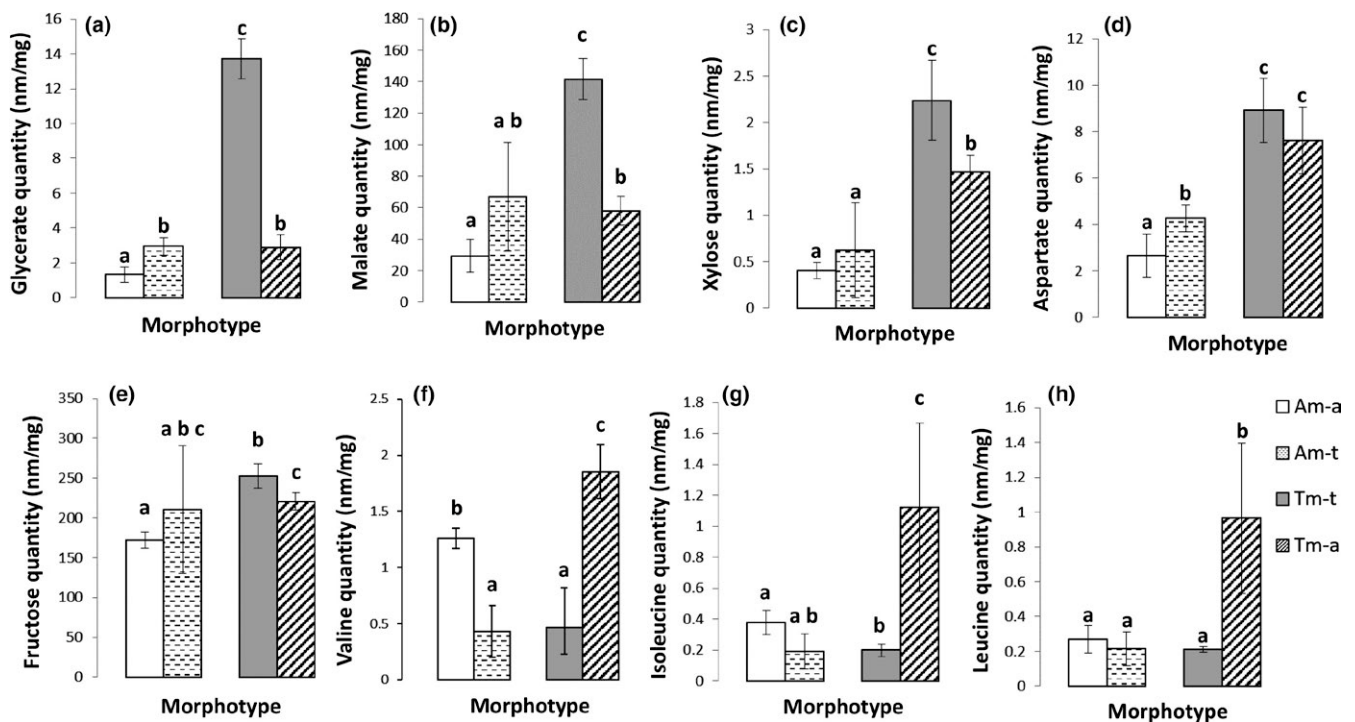 (a)
Glycerate quantity (nm/mg)
16
14
12
10
8
6
4
2
0
a
b
c
b
Morphotype
(b)
Malate quantity (nm/mg)
180
160
140
120
100
80
60
40
20
0
a
a b
c
b
Morphotype
(c)
Xylose quantity (nm/mg)
3
2.5
2
1.5
1
0.5
0
a
a
c
b
Morphotype
(d)
Aspartate quantity (nm/mg)
12
10
8
6
4
2
0
a
b
c
c
Morphotype
(e)
Fructose quantity (nm/mg)
350
300
250
200
150
100
50
0
a
a b c
b
c
Morphotype
(f)
Valine quantity (nm/mg)
2.5
2
1.5
1
0.5
0
b
a
a
c
Morphotype
(g)
Isoleucine quantity (nm/mg)
1.8
1.6
1.4
1.2
1
0.8
0.6
0.4
0.2
0
a
a b
b
c
Morphotype
(h)
Leucine quantity (nm/mg)
1.6
1.4
1.2
1
0.8
0.6
0.4
0.2
0
a
a
a
b
Morphotype
Am-a
Am-t
Tm-t
Tm-a